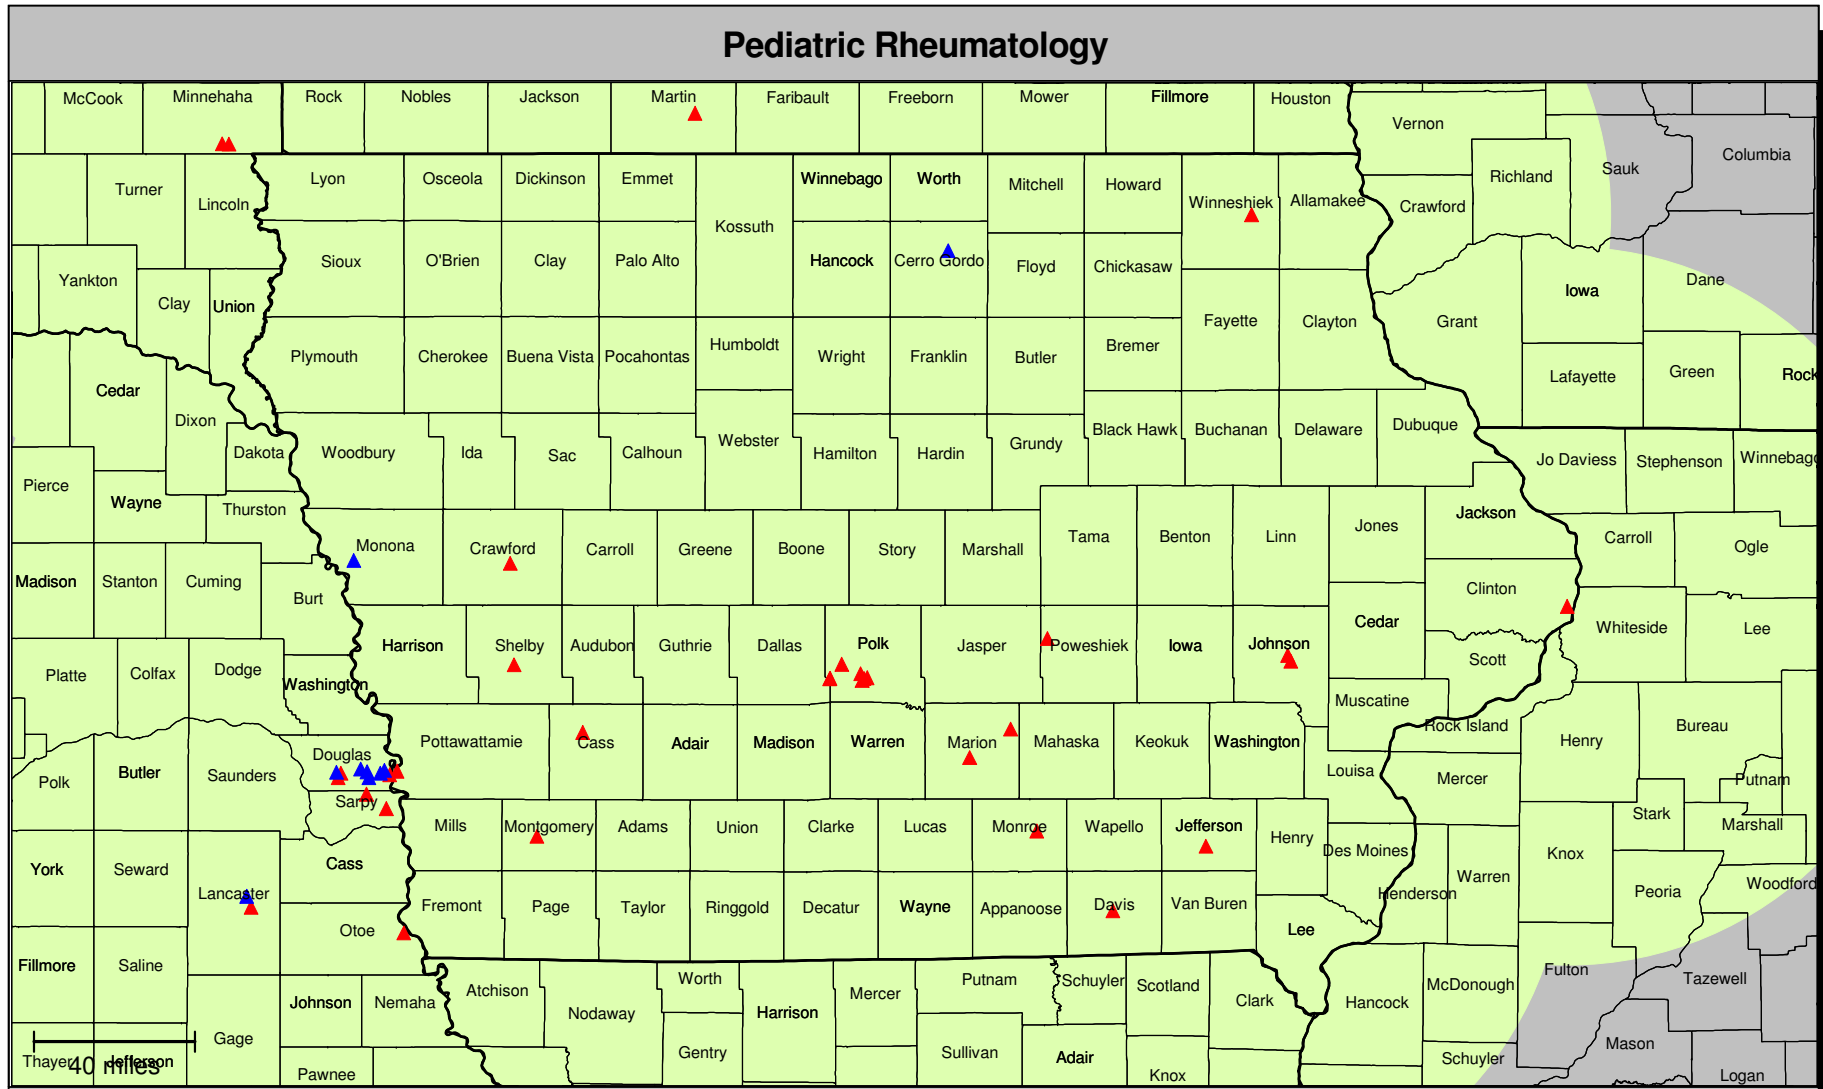 Pediatric Rheumatology
McCook Minnehaha Rock Nobles Jackson Martin Faribault Freeborn Mower Fillmore Houston
Vernon
Sauk Columbia
Turner Lyon Osceola Dickinson Emmet Winnebago Worth Mitchell Howard Richland
Lincoln Kossuth Winneshiek Allamakee Crawford
Sioux O'Brien Clay Palo Alto Hancock Cerro Gordo Floyd Chickasaw
Yankton Clay Union Iowa Dane
Fayette Clayton Grant
Plymouth Cherokee Buena Vista Pocahontas Humboldt Wright Franklin Butler Bremer
Cedar Lafayette Green Rock
Dixon Dakota Woodbury Ida Sac Calhoun Webster Hamilton Hardin Grundy Black Hawk Buchanan Delaware Dubuque
Pierce Jo Daviess Stephenson Winnebago
Wayne Thurston Jackson
Monona Crawford Carroll Greene Boone Story Marshall Tama Benton Linn Jones Carroll Ogle
Madison Stanton Cuming Burt Clinton
Harrison Shelby Audubon Guthrie Dallas Polk Jasper Poweshiek Iowa Johnson Cedar Whiteside Lee
Platte Colfax Dodge Washington Scott
Muscatine
Pottawattamie Cass Adair Madison Warren Marion Mahaska Keokuk Washington Rock Island Henry Bureau
Polk Butler Saunders Douglas Louisa Mercer Putnam
Sarpy
Mills Montgomery Adams Union Clarke Lucas Monroe Wapello Jefferson Henry Des Moines Stark Marshall
York Seward Cass Knox
Lancaster Warren Peoria Woodford
Otoe Fremont Page Taylor Ringgold Decatur Wayne Appanoose Davis Van Buren Lee Henderson
Fillmore Saline Fulton Tazewell
Johnson Nemaha Atchison Nodaway Worth Harrison Mercer Putnam Schuyler Scotland Clark Hancock McDonough
Gage Gentry Sullivan Adair Mason
Thayer Jefferson Schuyler
40 miles
Pawnee Knox Logan